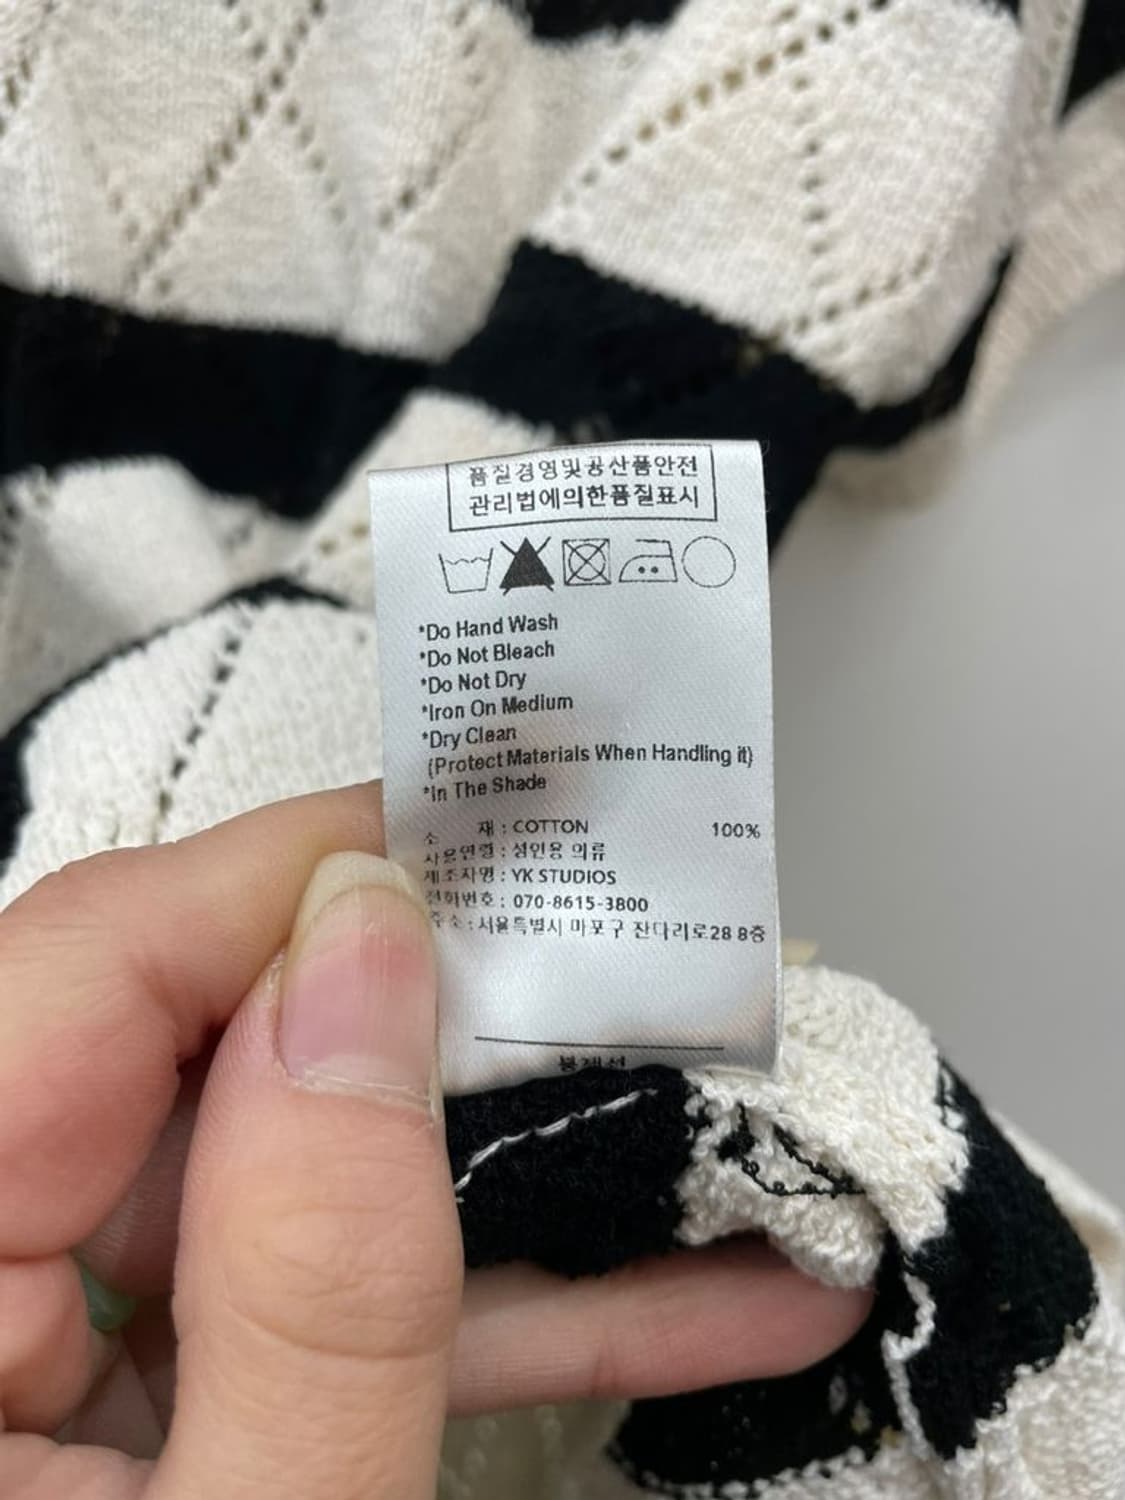 품질경영및공산품안전
관리법에의한품질표시
*Do Hand Wash
*Do Not Bleach
*Do Not Dry
*Iron On Medium
*Dry Clean
(Protect Materials When Handling it)
*In The Shade
소 재 : COTTON 100%
사용연령 : 성인용 의류
제조자명 : YK STUDIOS
전화번호 : 070-8615-3800
주소 : 서울특별시 마포구 잔다리로28 8층